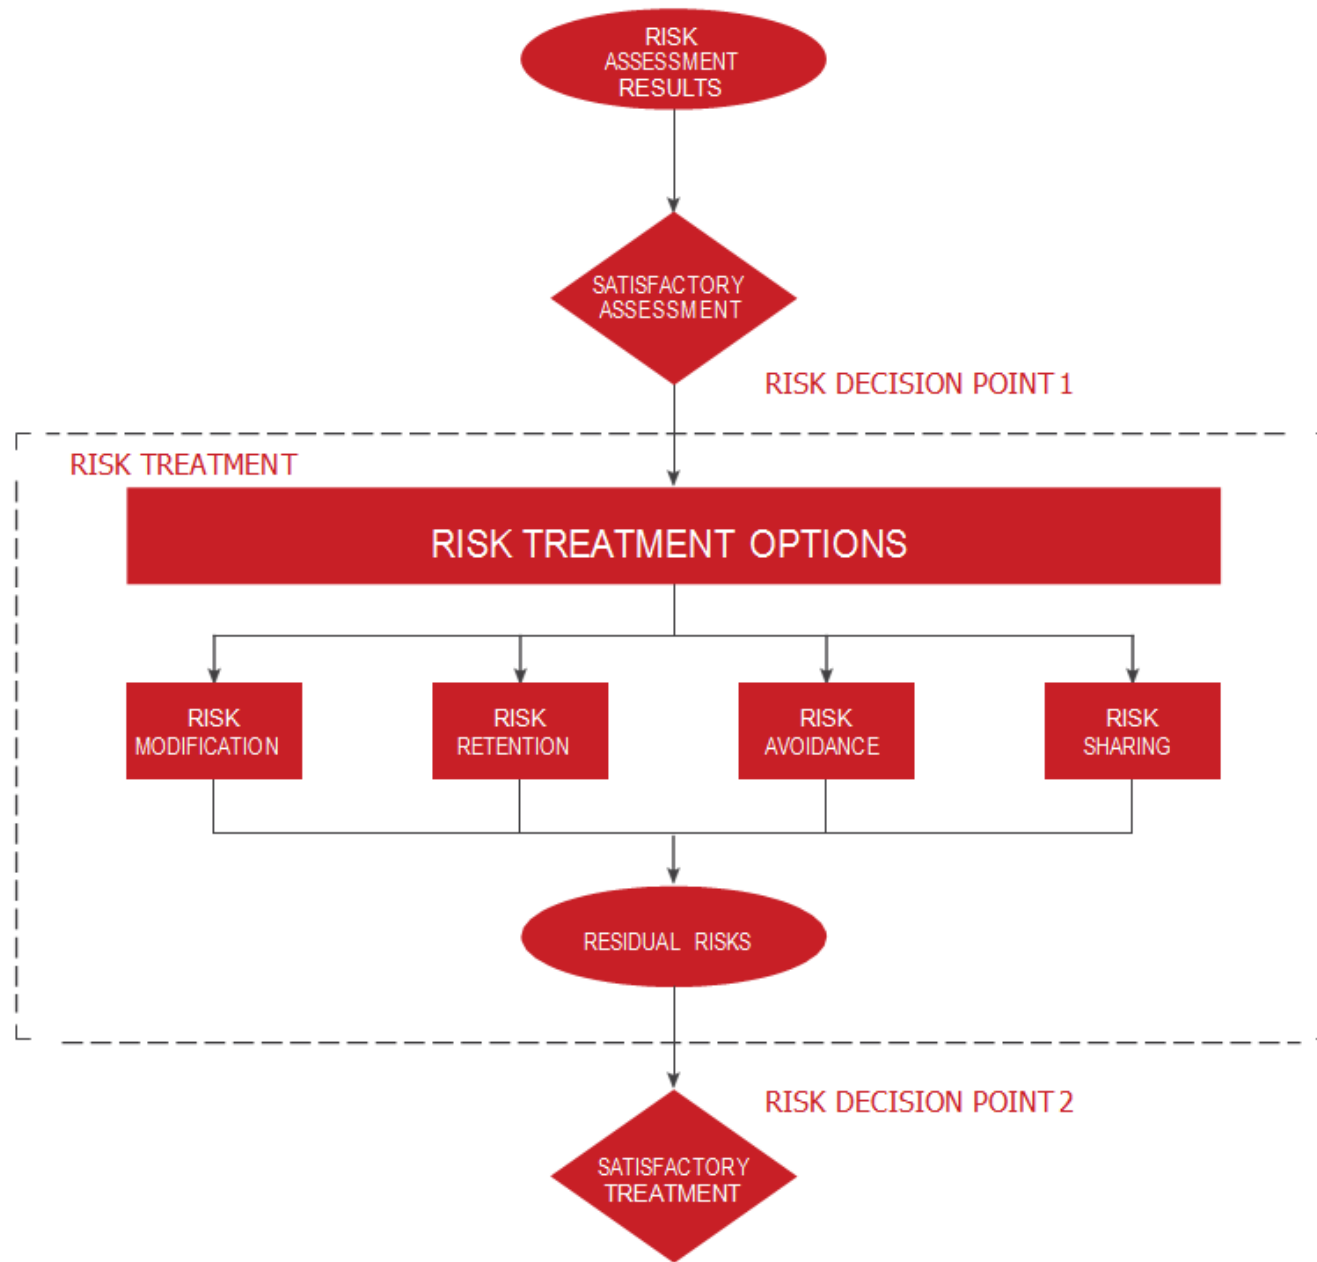 RISK
ASSESSMENT
RESULTS
SATISFACTORY
ASSESSMENT
RISK DECISION POINT 1
RISK TREATMENT
RISK TREATMENT OPTIONS
RISK
MODIFICATION
RISK
RETENTION
RISK
AVOIDANCE
RISK
SHARING
RESIDUAL RISKS
RISK DECISION POINT 2
SATISFACTORY
TREATMENT